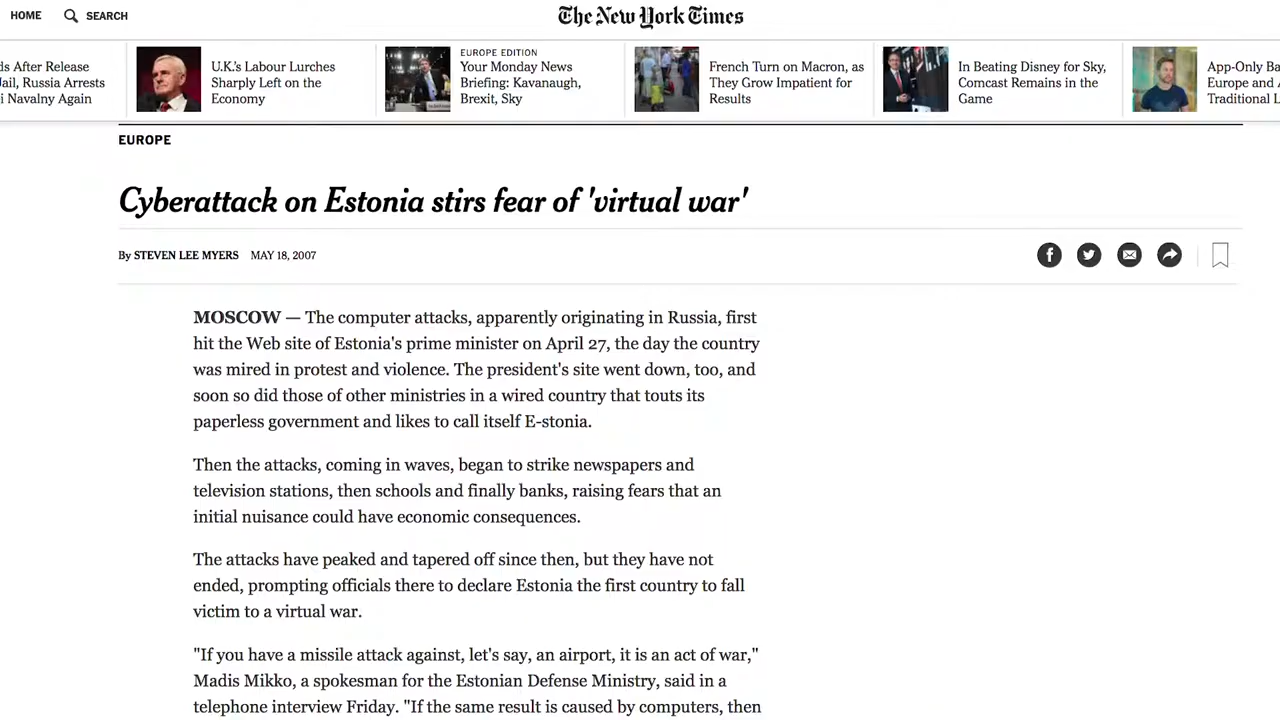 HOME
SEARCH
The New York Times
After Release
Russia Arrests
Navalny Again
U.K.'s Labour Lurches
Sharply Left on the
Economy
EUROPE EDITION
Your Monday News
Briefing: Kavanaugh,
Brexit, Sky
French Turn on Macron, as
They Grow Impatient for
Results
In Beating Disney for Sky,
Comcast Remains in the
Game
App-Only
Europe and
Traditional
EUROPE
Cyberattack on Estonia stirs fear of 'virtual war'
By STEVEN LEE MYERS MAY 18, 2007
MOSCOW — The computer attacks, apparently originating in Russia, first
hit the Web site of Estonia's prime minister on April 27, the day the country
was mired in protest and violence. The president's site went down, too, and
soon so did those of other ministries in a wired country that touts its
paperless government and likes to call itself E-stonia.
Then the attacks, coming in waves, began to strike newspapers and
television stations, then schools and finally banks, raising fears that an
initial nuisance could have economic consequences.
The attacks have peaked and tapered off since then, but they have not
ended, prompting officials there to declare Estonia the first country to fall
victim to a virtual war.
"If you have a missile attack against, let's say, an airport, it is an act of war,"
Madis Mikko, a spokesman for the Estonian Defense Ministry, said in a
telephone interview Friday. "If the same result is caused by computers, then